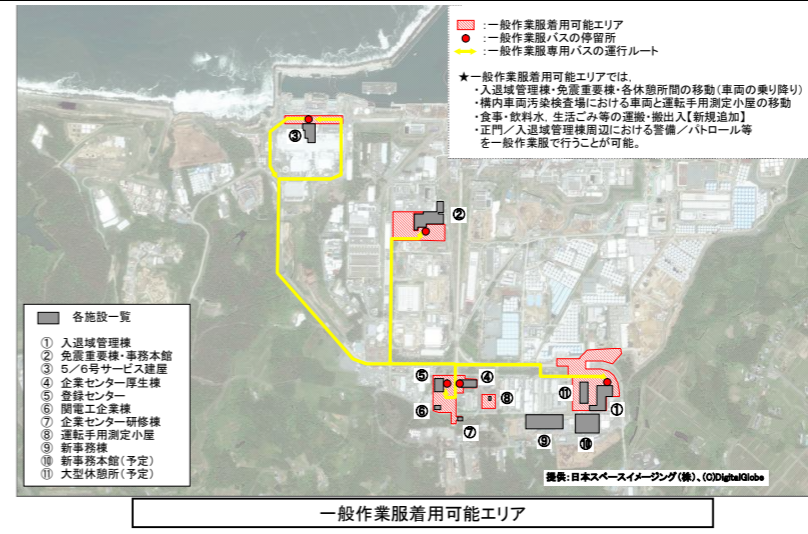 :一般作業服着用可能エリア
:一般作業服バスの停留所
:一般作業服専用バスの運行ルート
★一般作業服着用可能エリアでは,
・入退域管理棟・免震重要棟・各休憩所間の移動(車両の乗り降り)
・構内車両汚染検査場における車両と運転手用測定小屋の移動
・食事・飲料水, 生活ごみ等の運搬・搬出入【新規追加】
・正門/入退域管理棟周辺における警備/パトロール等
を一般作業服で行うことが可能。
③
②
⑤
④
⑥
⑧
⑦
⑪
①
⑨
⑩
各施設一覧
① 入退域管理棟
② 免震重要棟・事務本館
③ 5/6号サービス建屋
④ 企業センター厚生棟
⑤ 登録センター
⑥ 関電工企業棟
⑦ 企業センター研修棟
⑧ 運転手用測定小屋
⑨ 新事務棟
⑩ 新事務本館(予定)
⑪ 大型休憩所(予定)
提供:日本スペースイメージング(株)、(C)DigitalGlobe
一般作業服着用可能エリア